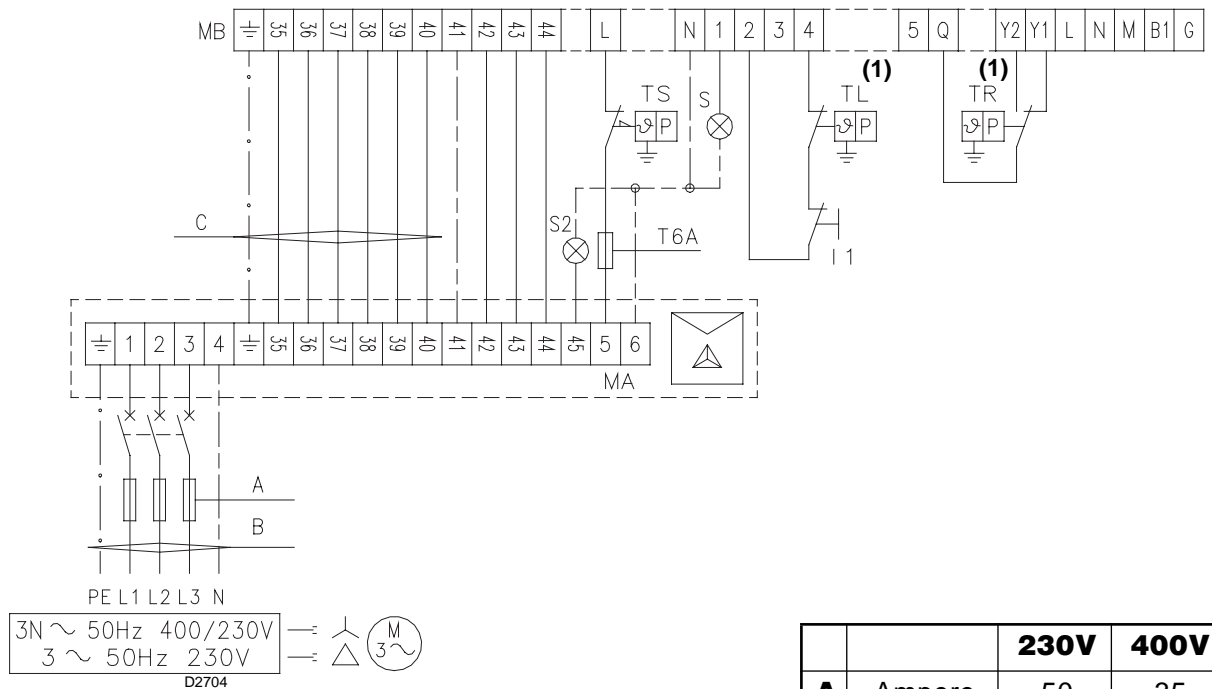 MB 35 36 37 38 39 40 41 42 43 44 L N 1 2 3 4 5 Q Y2 Y1 L N M B1 G
(1) (1)
TS S TL TR
ϑ P ϑ P ϑ P
C S2 T6A I1
1 2 3 4 35 36 37 38 39 40 41 42 43 44 45 5 6
MA
A
B
PE L1 L2 L3 N
3N ~ 50Hz 400/230V
3 ~ 50Hz 230V
M
3~
D2704
230V 400V
A Ampere 50 35